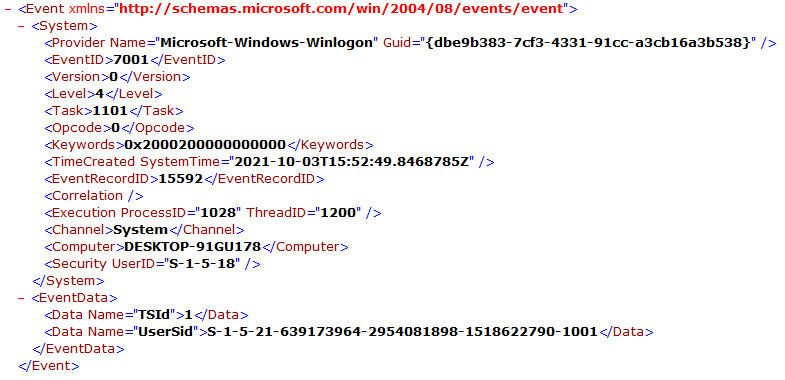 - <Event xmlns="http://schemas.microsoft.com/win/2004/08/events/event">
- <System>
<Provider Name="Microsoft-Windows-Winlogon" Guid="{dbe9b383-7cf3-4331-91cc-a3cb16a3b538}" />
<EventID>7001</EventID>
<Version>0</Version>
<Level>4</Level>
<Task>1101</Task>
<Opcode>0</Opcode>
<Keywords>0x2000200000000000</Keywords>
<TimeCreated SystemTime="2021-10-03T15:52:49.8468785Z" />
<EventRecordID>15592</EventRecordID>
<Correlation />
<Execution ProcessID="1028" ThreadID="1200" />
<Channel>System</Channel>
<Computer>DESKTOP-91GU178</Computer>
<Security UserID="S-1-5-18" />
</System>
- <EventData>
<Data Name="TSId">1</Data>
<Data Name="UserSid">S-1-5-21-639173964-2954081898-1518622790-1001</Data>
</EventData>
</Event>